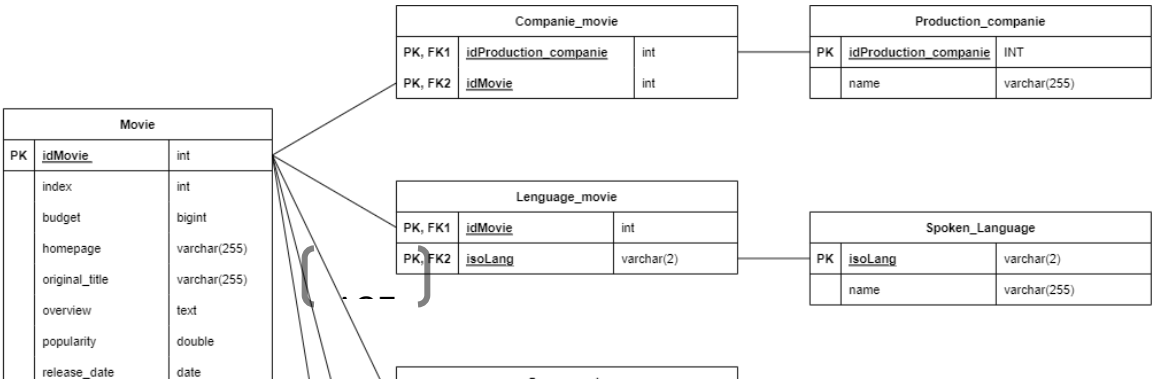 Companie_movie
PK, FK1 idProduction_companie int
PK, FK2 idMovie int
Production_companie
PK idProduction_companie INT
name varchar(255)
Movie
PK idMovie int
index int
budget bigint
homepage varchar(255)
original_title varchar(255)
overview text
popularity double
release_date date
Lenguage_movie
PK, FK1 idMovie int
PK, FK2 isoLang varchar(2)
Spoken_Language
PK isoLang varchar(2)
name varchar(255)